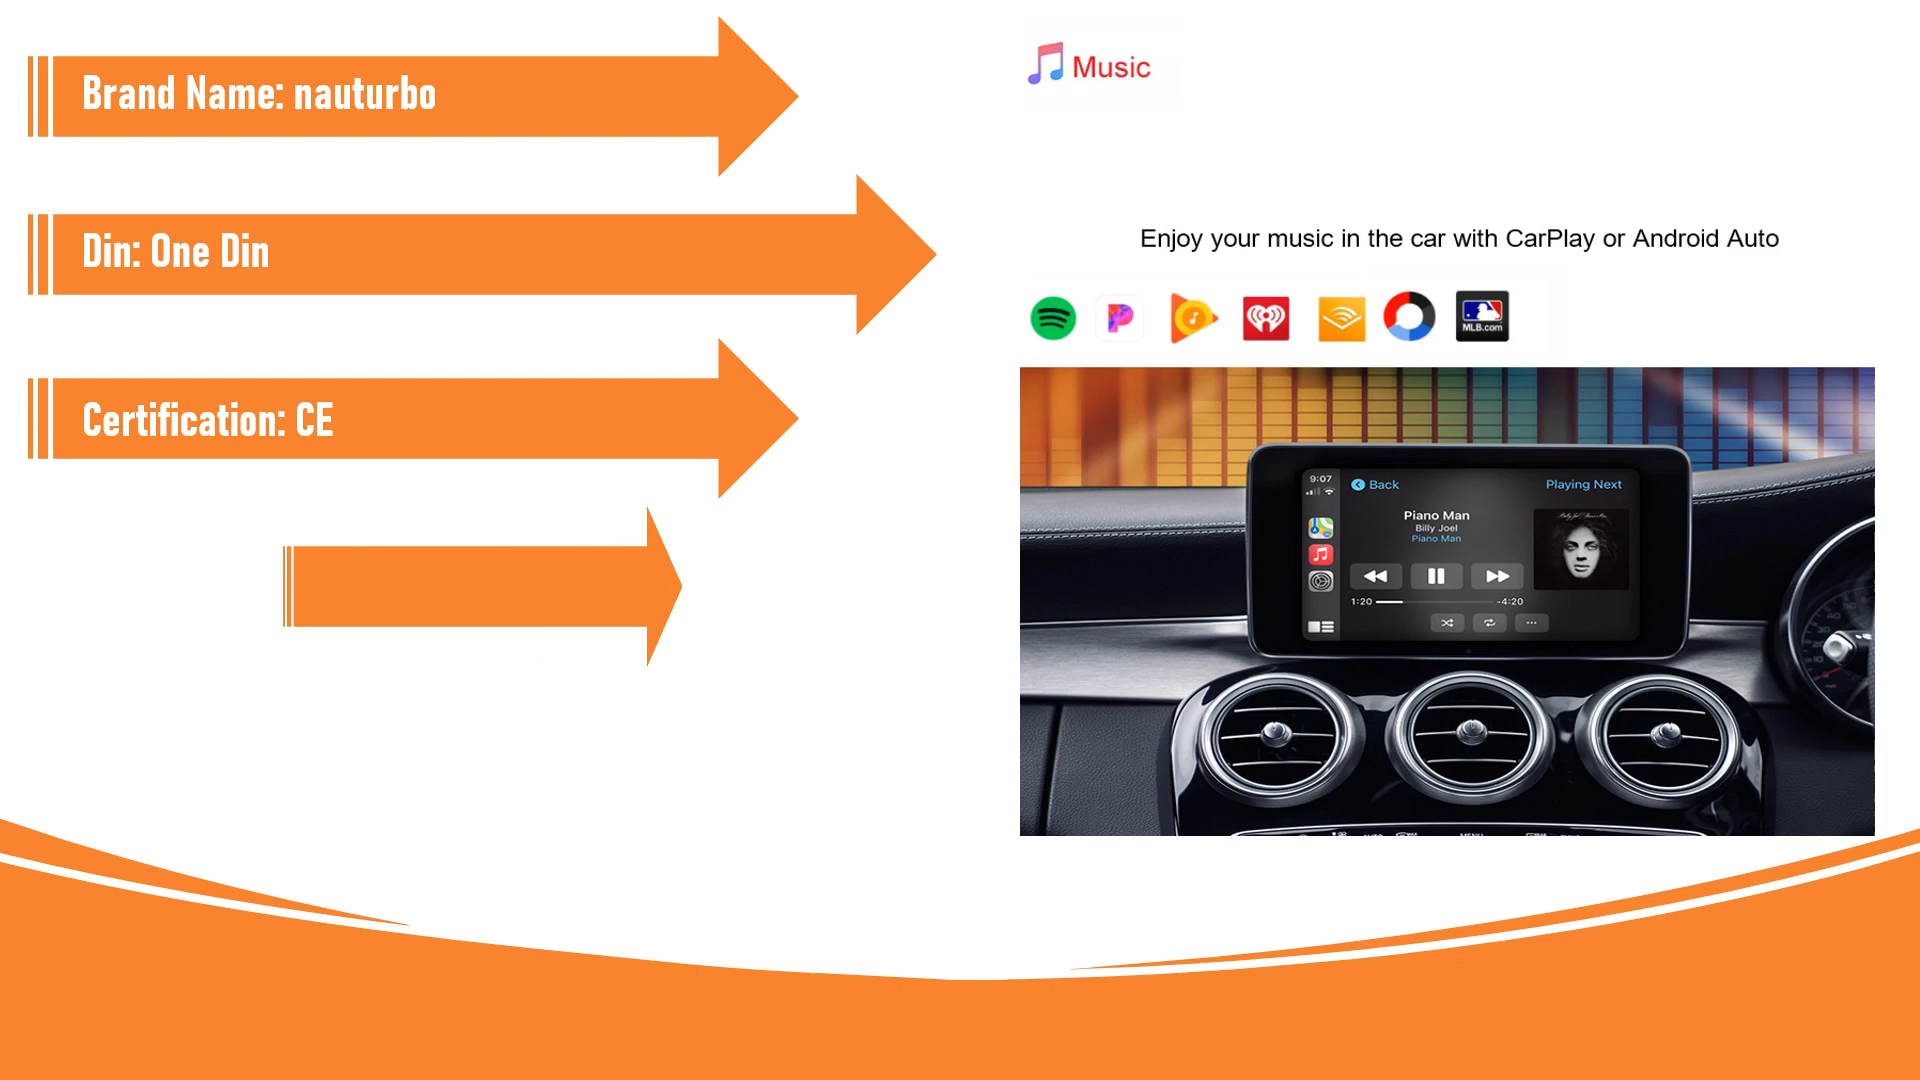 Brand Name: nauturbo
Din: One Din
Certification: CE
Music
Enjoy your music in the car with CarPlay or Android Auto
MLB.com
9:07
Back
Playing Next
Piano Man
Billy Joel
Piano Man
1:20
-4:20